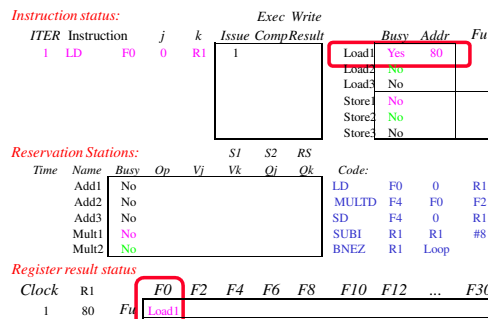 Instruction status: Exec Write
ITER Instruction j k Issue Comp Result Busy Addr Fu
1 LD F0 0 R1 1 Load1 Yes 80
Load2 No
Load3 No
Store1 No
Store2 No
Store3 No
Reservation Stations: S1 S2 RS
Time Name Busy Op Vj Vk Qj Qk Code:
Add1 No LD F0 0 R1
Add2 No MULTD F4 F0 F2
Add3 No SD F4 0 R1
Mult1 No SUBI R1 R1 #8
Mult2 No BNEZ R1 Loop
Register result status
Clock R1 F0 F2 F4 F6 F8 F10 F12 ... F30
1 80 Fu Load1